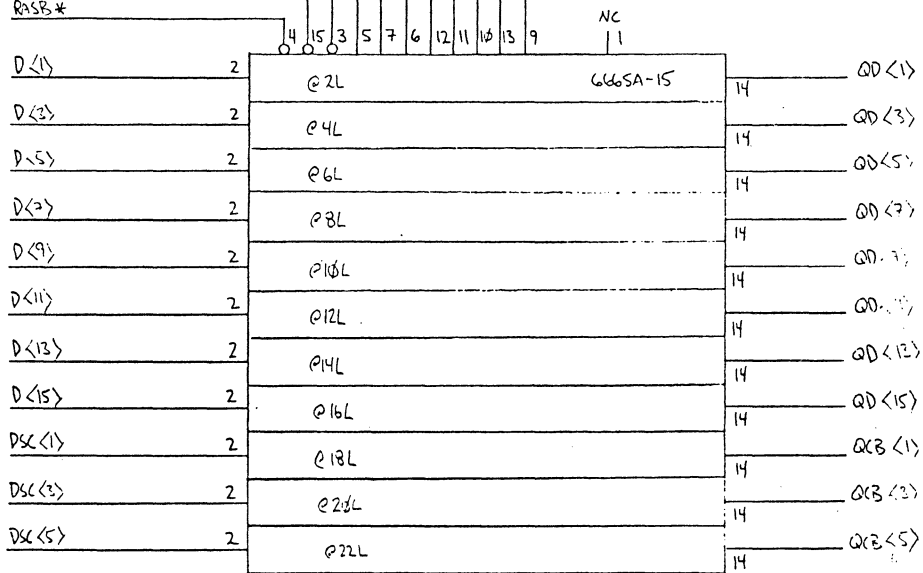 RASB*
NC
4 15 3 5 7 6 12 11 1Ø 13 9 1
D<1> 2 @2L 6665A-15 14 QD<1>
D<3> 2 @4L 14 QD<3>
D<5> 2 @6L 14 QD<5>
D<7> 2 @8L 14 QD<7>
D<9> 2 @1ØL 14
D<11> 2 @12L 14
D<13> 2 @14L 14 QD<13>
D<15> 2 @16L 14 QD<15>
DSC<1> 2 @18L 14 QCB<1>
DSC<3> 2 @2ØL 14 QCB<3>
DSC<5> 2 @22L 14 QCB<5>